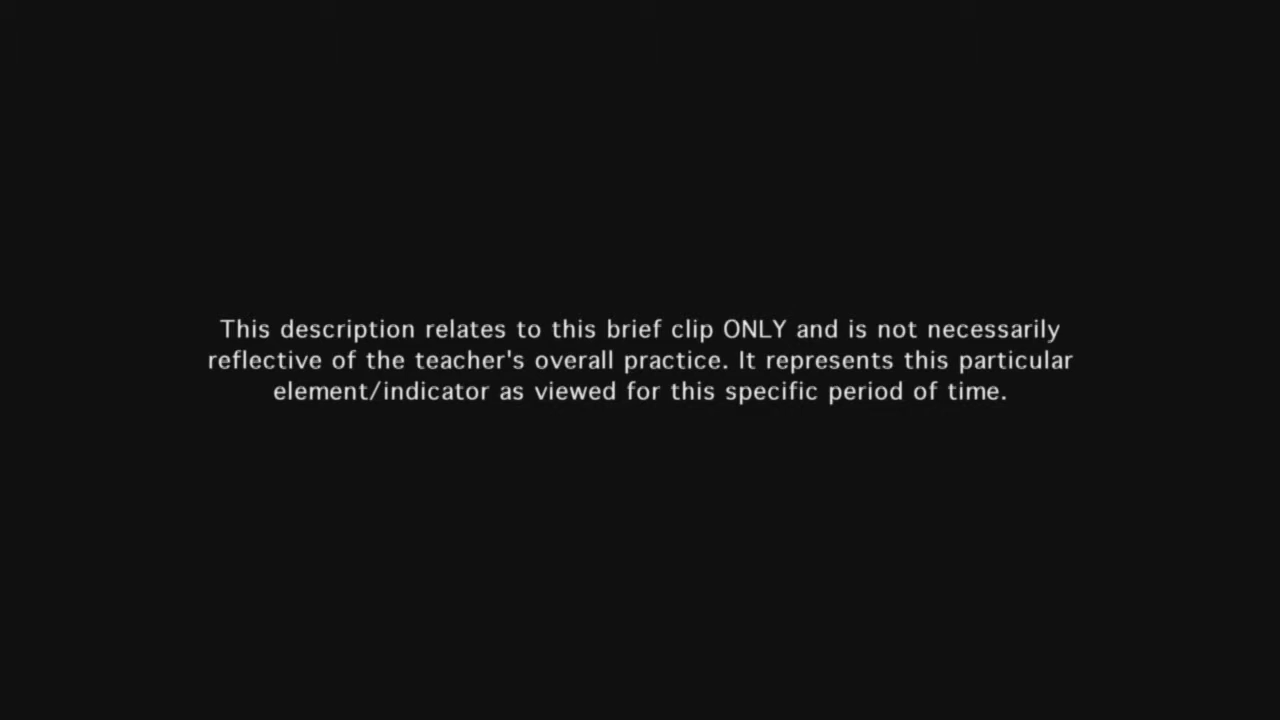 This description relates to this brief clip ONLY and is not necessarily
reflective of the teacher's overall practice. It represents this particular
element/indicator as viewed for this specific period of time.